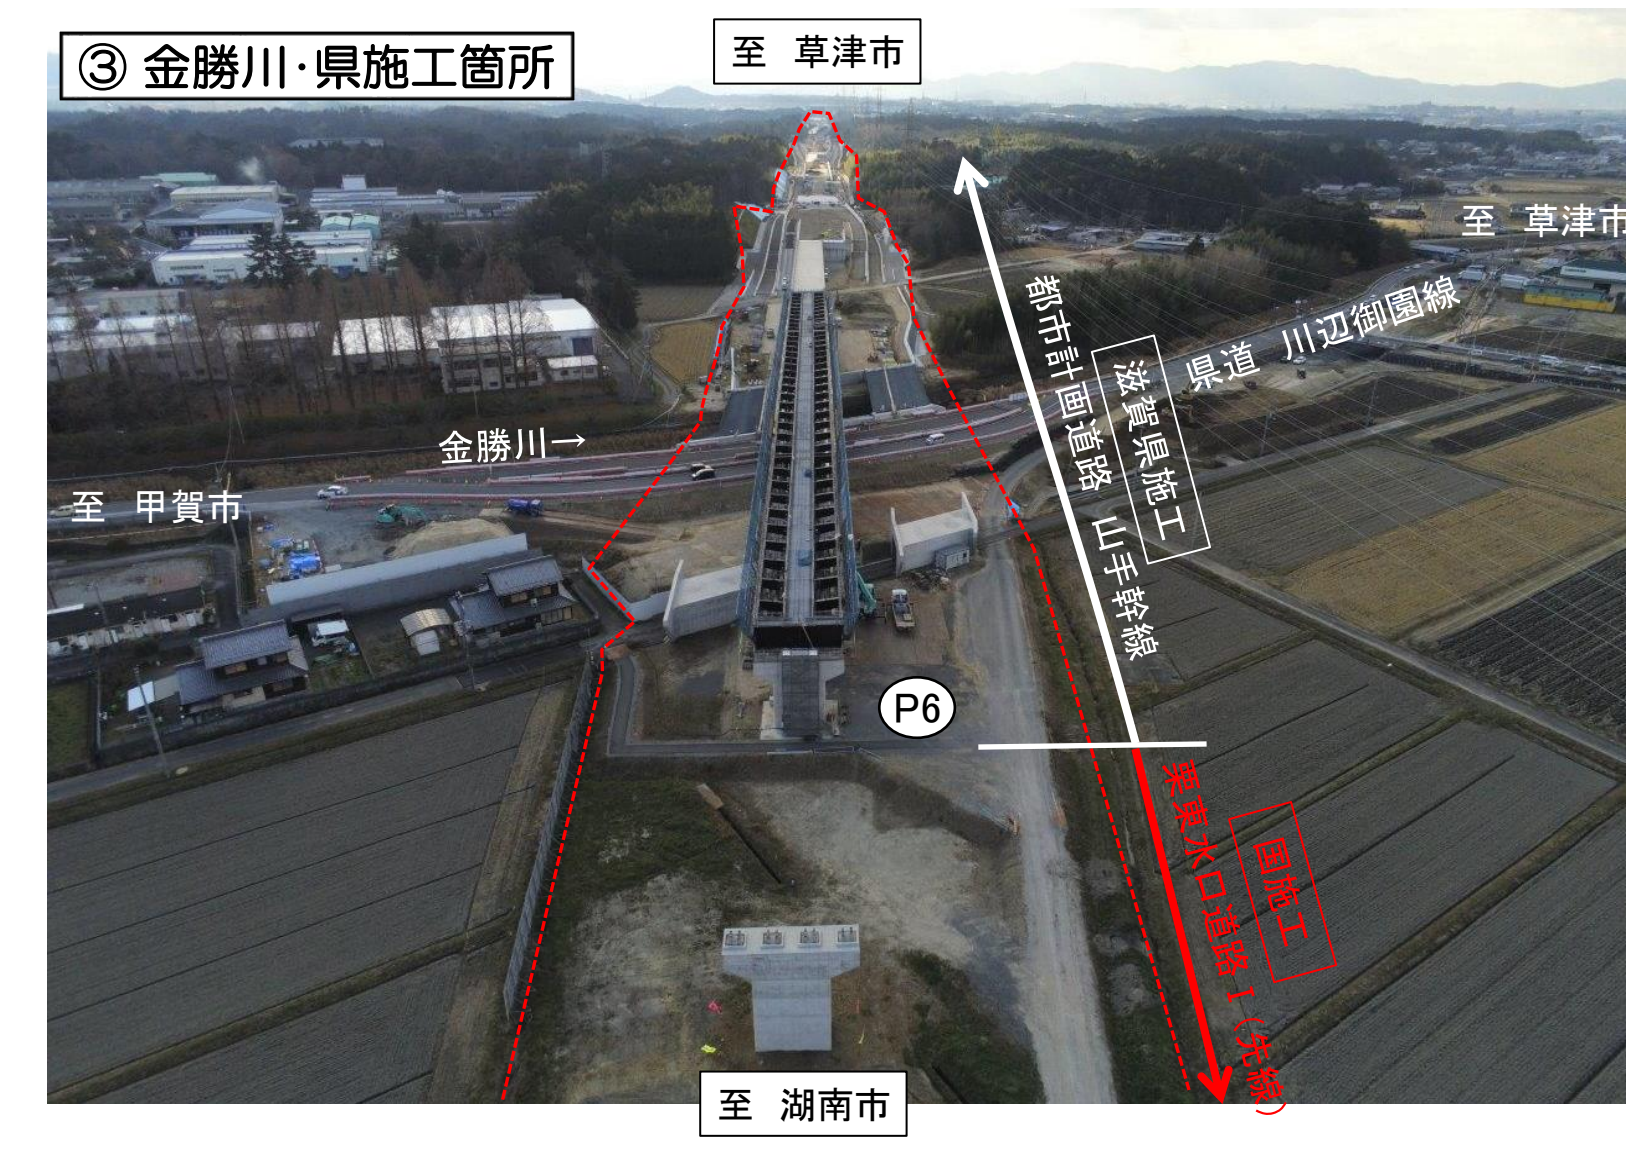 ③ 金勝川･県施工箇所
至　草津市
至　草津市
県道　川辺御園線
都市計画道路　山手幹線
滋賀県施工
金勝川→
至　甲賀市
P6
栗東水口道路Ⅰ（先線）
国施工
至　湖南市